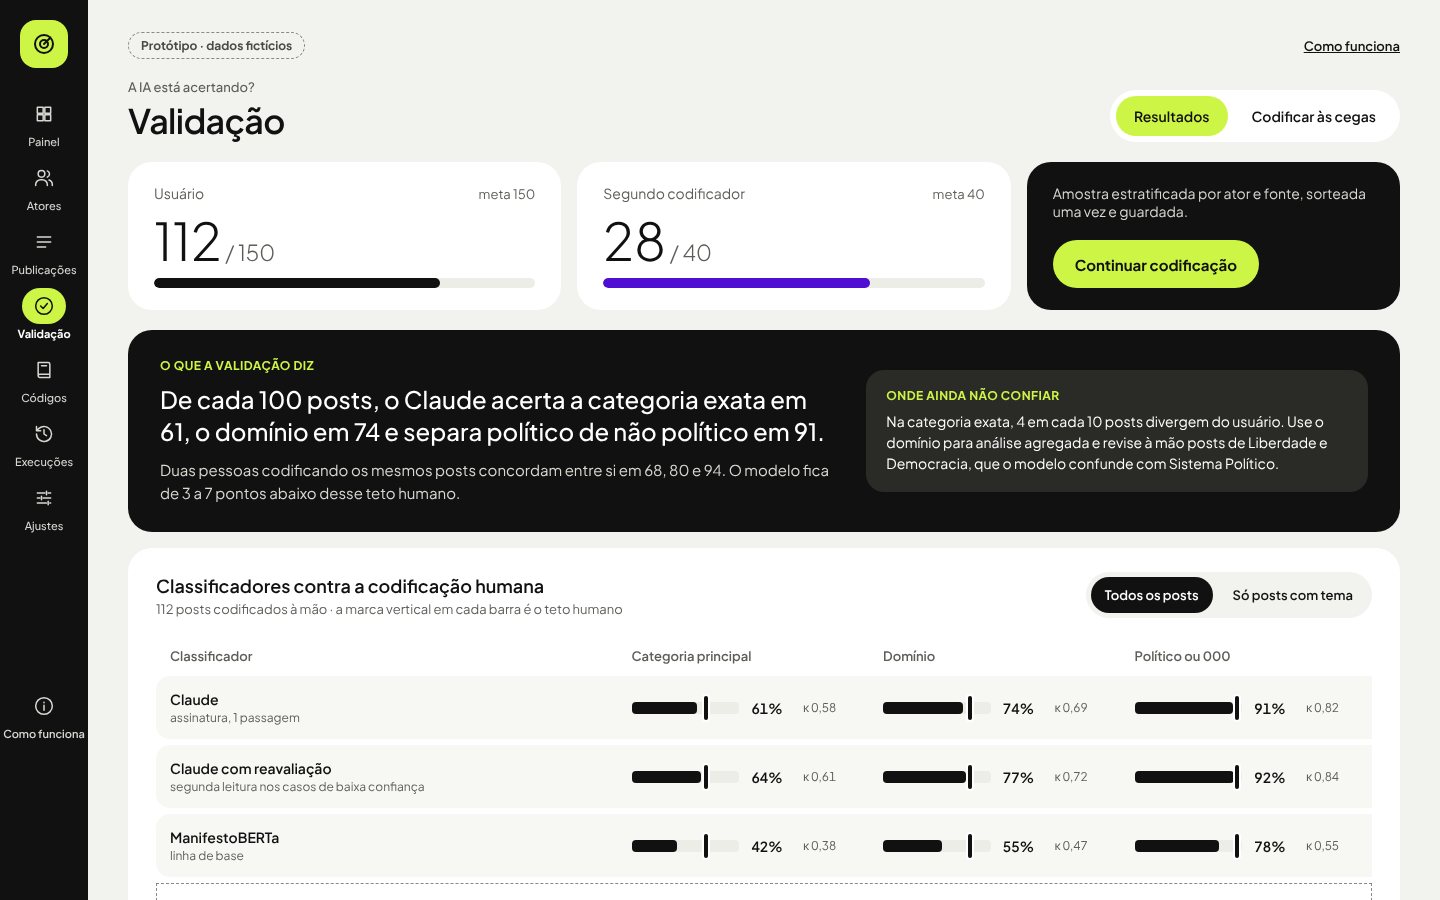 Protótipo · dados fictícios
Como funciona
A IA está acertando?
Validação
Resultados
Codificar às cegas
Painel
Atores
Publicações
Validação
Códigos
Execuções
Ajustes
Como funciona
Usuário
meta 150
112 / 150
Segundo codificador
meta 40
28 / 40
Amostra estratificada por ator e fonte, sorteada
uma vez e guardada.
Continuar codificação
O QUE A VALIDAÇÃO DIZ
De cada 100 posts, o Claude acerta a categoria exata em
61, o domínio em 74 e separa político de não político em 91.
Duas pessoas codificando os mesmos posts concordam entre si em 68, 80 e 94. O modelo fica
de 3 a 7 pontos abaixo desse teto humano.
ONDE AINDA NÃO CONFIAR
Na categoria exata, 4 em cada 10 posts divergem do usuário. Use o
domínio para análise agregada e revise à mão posts de Liberdade e
Democracia, que o modelo confunde com Sistema Político.
Classificadores contra a codificação humana
112 posts codificados à mão · a marca vertical em cada barra é o teto humano
Todos os posts
Só posts com tema
Classificador
Categoria principal
Domínio
Político ou 000
Claude
assinatura, 1 passagem
61% κ 0,58
74% κ 0,69
91% κ 0,82
Claude com reavaliação
segunda leitura nos casos de baixa confiança
64% κ 0,61
77% κ 0,72
92% κ 0,84
ManifestoBERTa
linha de base
42% κ 0,38
55% κ 0,47
78% κ 0,55